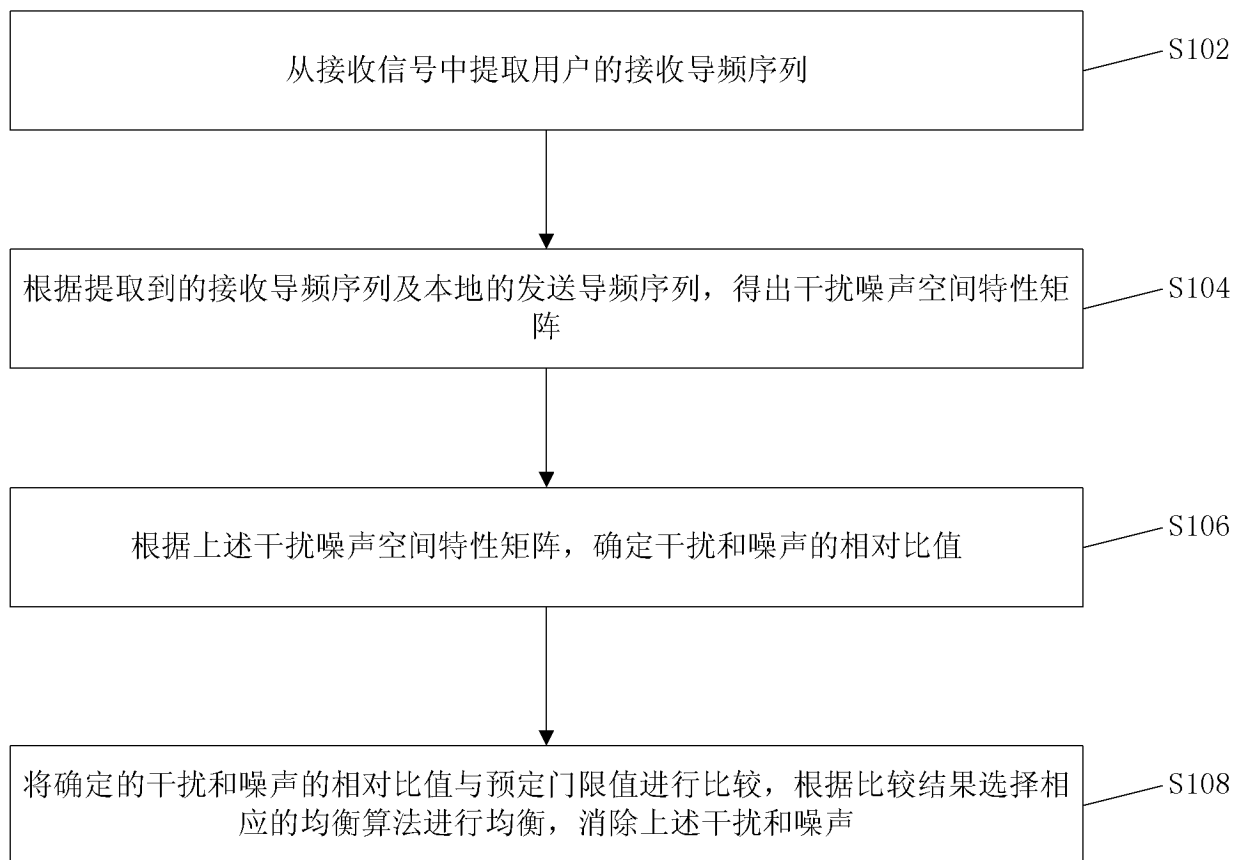 从接收信号中提取用户的接收导频序列
S102
根据提取到的接收导频序列及本地的发送导频序列，得出干扰噪声空间特性矩
阵
S104
根据上述干扰噪声空间特性矩阵，确定干扰和噪声的相对比值
S106
将确定的干扰和噪声的相对比值与预定门限值进行比较，根据比较结果选择相
应的均衡算法进行均衡，消除上述干扰和噪声
S108